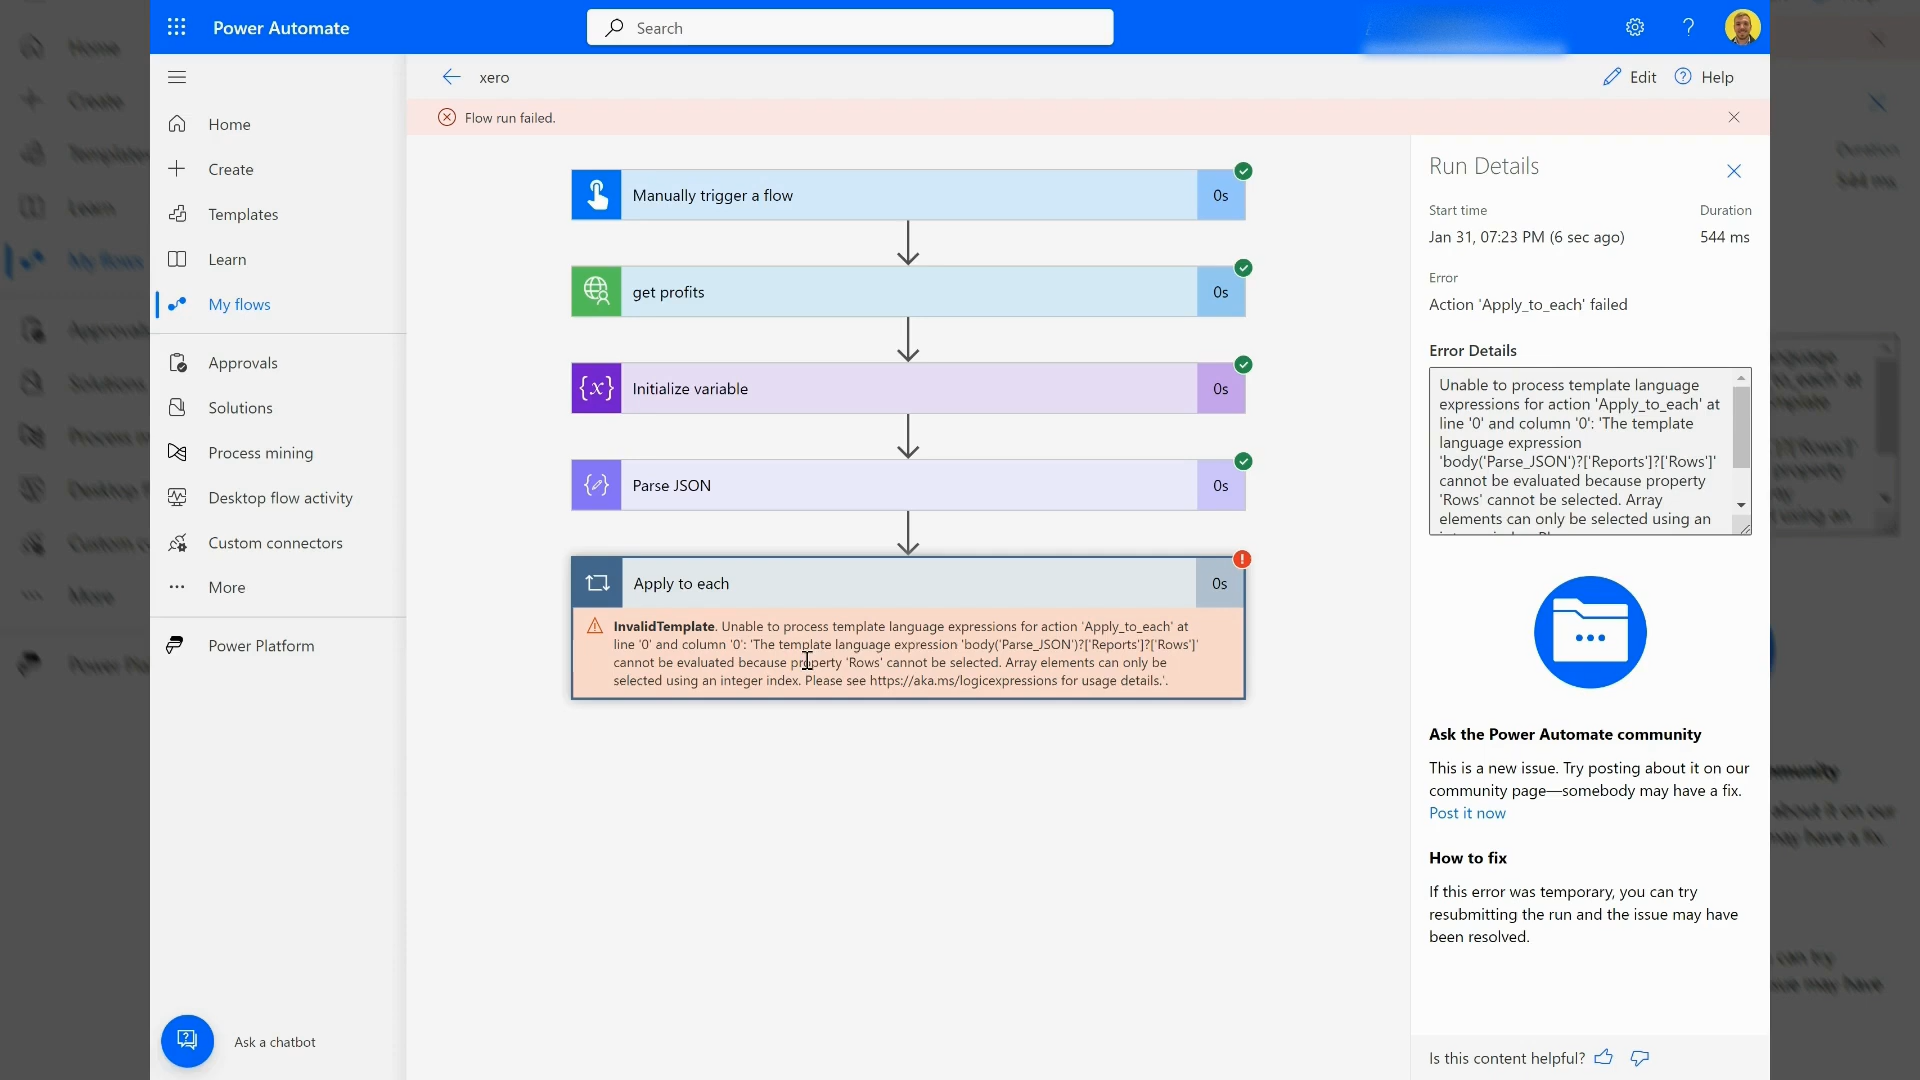 Power Automate
Search
xero
Edit
Help
Flow run failed.
Home
Create
Templates
Learn
My flows
Approvals
Solutions
Process mining
Desktop flow activity
Custom connectors
More
Power Platform
Ask a chatbot
Manually trigger a flow
0s
get profits
0s
Initialize variable
0s
Parse JSON
0s
Apply to each
0s
InvalidTemplate. Unable to process template language expressions for action 'Apply_to_each' at
line '0' and column '0': 'The template language expression 'body('Parse_JSON')?['Reports']?['Rows']'
cannot be evaluated because property 'Rows' cannot be selected. Array elements can only be
selected using an integer index. Please see https://aka.ms/logicexpressions for usage details.'.
Run Details
Start time
Duration
Jan 31, 07:23 PM (6 sec ago)
544 ms
Error
Action 'Apply_to_each' failed
Error Details
Unable to process template language
expressions for action 'Apply_to_each' at
line '0' and column '0': 'The template
language expression
'body('Parse_JSON')?['Reports']?['Rows']'
cannot be evaluated because property
'Rows' cannot be selected. Array
elements can only be selected using an
Ask the Power Automate community
This is a new issue. Try posting about it on our
community page—somebody may have a fix.
Post it now
How to fix
If this error was temporary, you can try
resubmitting the run and the issue may have
been resolved.
Is this content helpful?